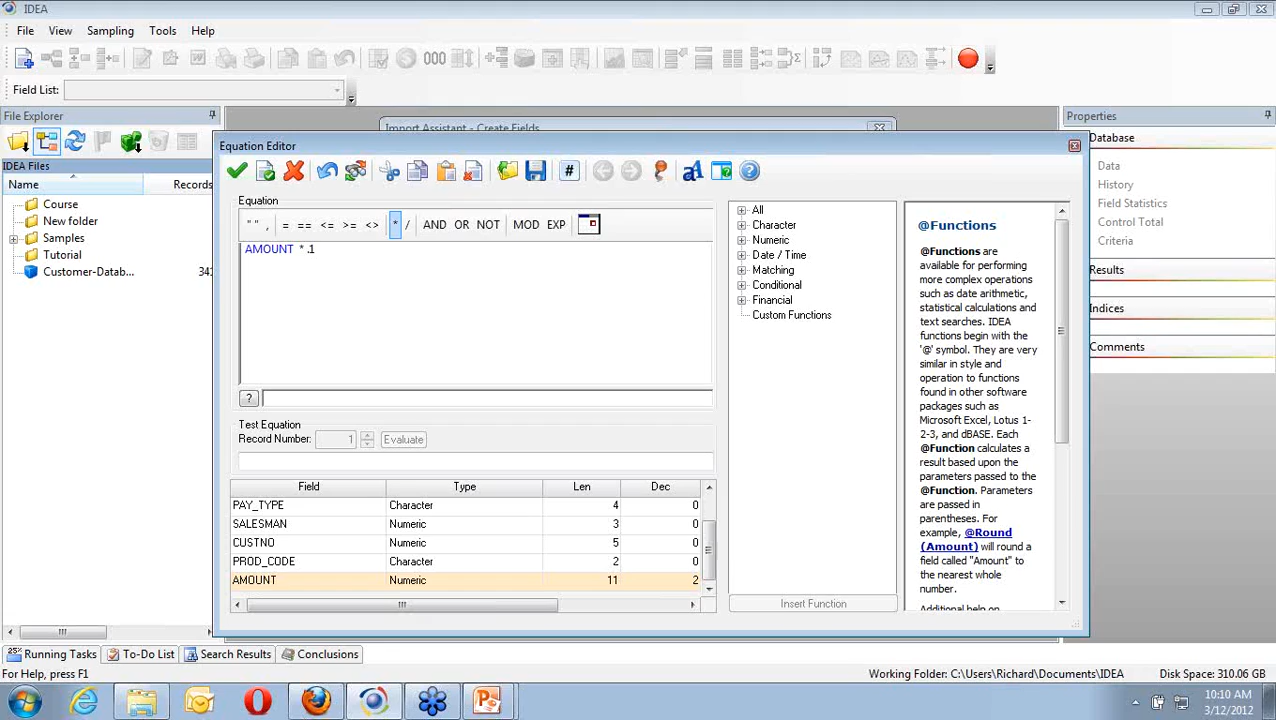 IDEA
File View Sampling Tools Help
000
Field List:
File Explorer
Import Assistant - Create Fields
Properties
Equation Editor
Database
IDEA Files
Data
Name Records
History
Course
Field Statistics
New folder
Control Total
Samples
Criteria
Tutorial
Results
Customer-Datab... 341
Indices
Comments
#
Equation
" " , = == <= >= <> * / AND OR NOT MOD EXP
AMOUNT * .1
?
Test Equation
Record Number: 1 Evaluate
Field Type Len Dec
PAY_TYPE Character 4 0
SALESMAN Numeric 3 0
CUSTNO Numeric 5 0
PROD_CODE Character 2 0
AMOUNT Numeric 11 2
All
Character
Numeric
Date / Time
Matching
Conditional
Financial
Custom Functions
Insert Function
@Functions
@Functions are
available for performing
more complex operations
such as date arithmetic,
statistical calculations and
text searches. IDEA
functions begin with the
'@' symbol. They are very
similar in style and
operation to functions
found in other software
packages such as
Microsoft Excel, Lotus 1-
2-3, and dBASE. Each
@Function calculates a
result based upon the
parameters passed to the
@Function. Parameters
are passed in
parentheses. For
example, @Round
(Amount) will round a
field called "Amount" to
the nearest whole
number.
Additional help on
Running Tasks To-Do List Search Results Conclusions
For Help, press F1
Working Folder: C:\Users\Richard\Documents\IDEA Disk Space: 310.06 GB
10:10 AM
3/12/2012